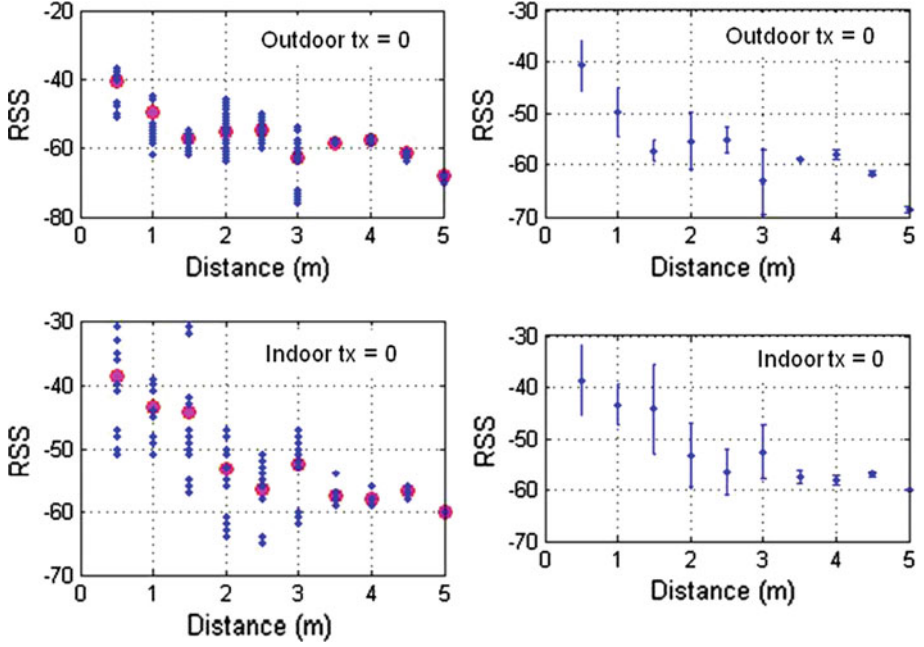 -20
-40
-60
-80
RSS
Outdoor tx = 0
0 1 2 3 4 5
Distance (m)
-30
-40
-50
-60
-70
RSS
Outdoor tx = 0
0 1 2 3 4 5
Distance (m)
-30
-40
-50
-60
-70
RSS
Indoor tx = 0
0 1 2 3 4 5
Distance (m)
-30
-40
-50
-60
-70
RSS
Indoor tx = 0
0 1 2 3 4 5
Distance (m)